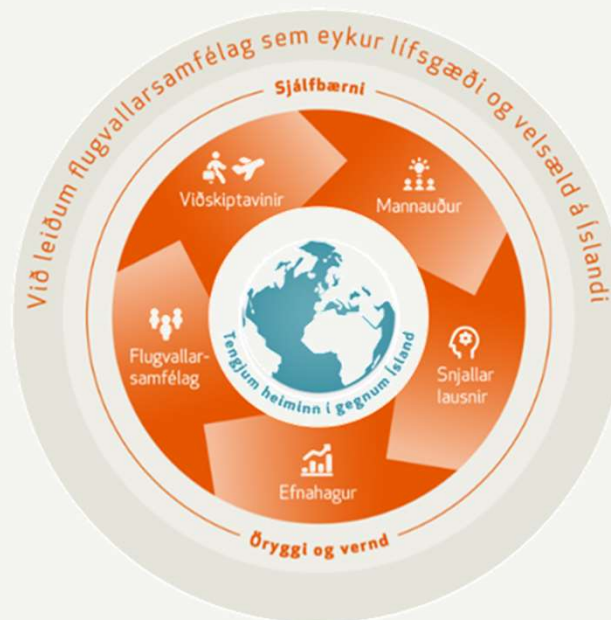 Við leiðum flugvallarsamfélag sem eykur lífsgæði og velsæld á Íslandi
Sjálfbærni
Viðskiptavinir
Mannauður
Flugvallar-
samfélag
Snjallar
lausnir
Tengjum heiminn í gegnum Ísland
Efnahagur
Öryggi og vernd